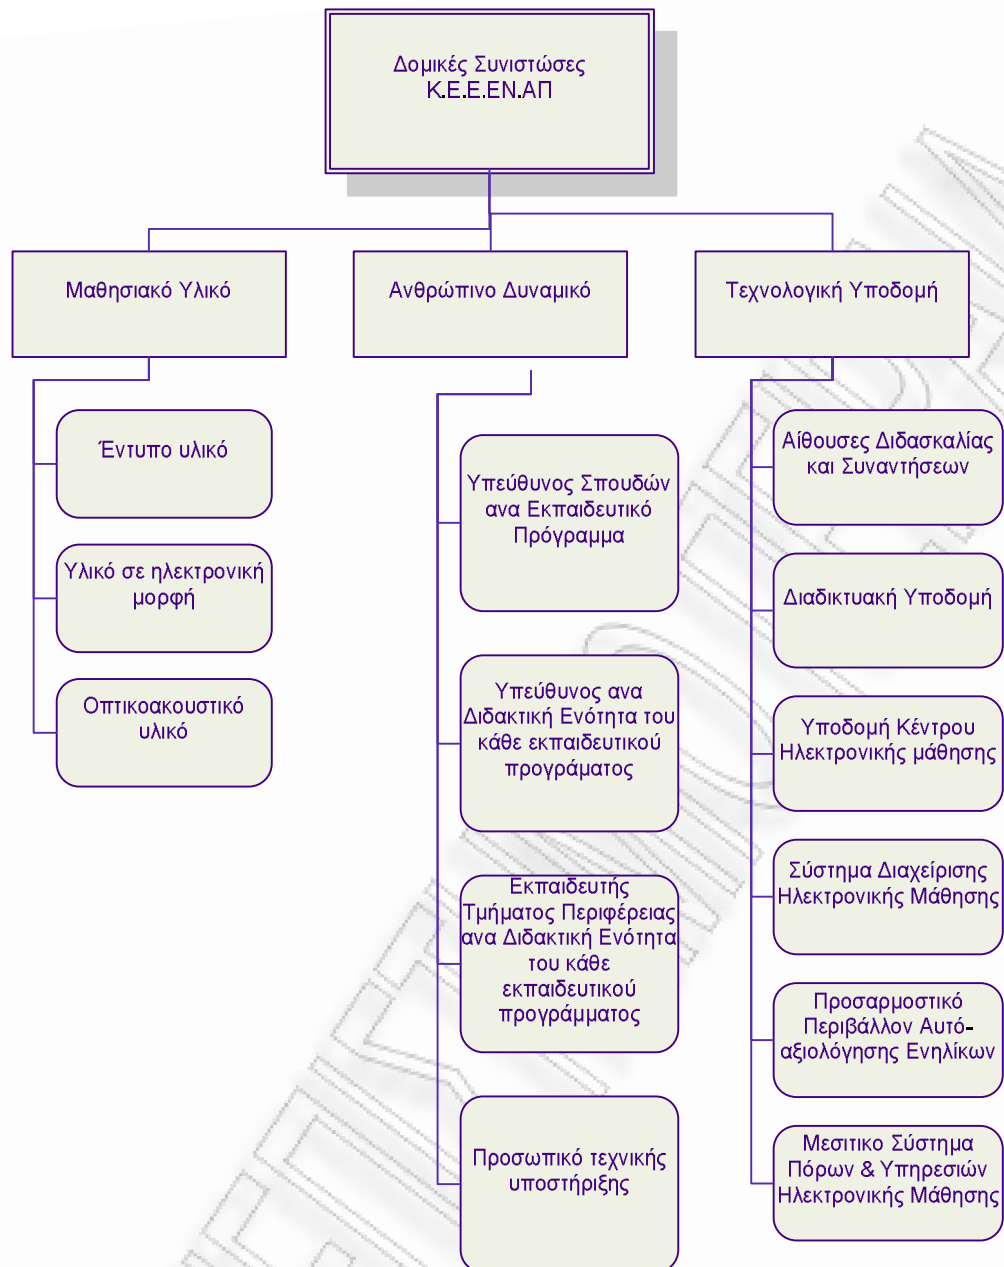 Δομικές Συνιστώσες
Κ.Ε.Ε.ΕΝ.ΑΠ
Μαθησιακό Υλικό
Έντυπο υλικό
Υλικό σε ηλεκτρονική
μορφή
Οπτικοακουστικό
υλικό
Ανθρώπινο Δυναμικό
Υπεύθυνος Σπουδών
ανα Εκπαιδευτικό
Πρόγραμμα
Υπεύθυνος ανα
Διδακτική Ενότητα του
κάθε εκπαιδευτικού
προγράματος
Εκπαιδευτής
Τμήματος Περιφέρειας
ανα Διδακτική Ενότητα
του κάθε
εκπαιδευτικού
προγράμματος
Προσωπικό τεχνικής
υποστήριξης
Τεχνολογική Υποδομή
Αίθουσες Διδασκαλίας
και Συναντήσεων
Διαδικτυακή Υποδομή
Υποδομή Κέντρου
Ηλεκτρονικής μάθησης
Σύστημα Διαχείρισης
Ηλεκτρονικής Μάθησης
Προσαρμοστικό
Περιβάλλον Αυτό-
αξιολόγησης Ενηλίκων
Μεσιτικο Σύστημα
Πόρων & Υπηρεσιών
Ηλεκτρονικής Μάθησης